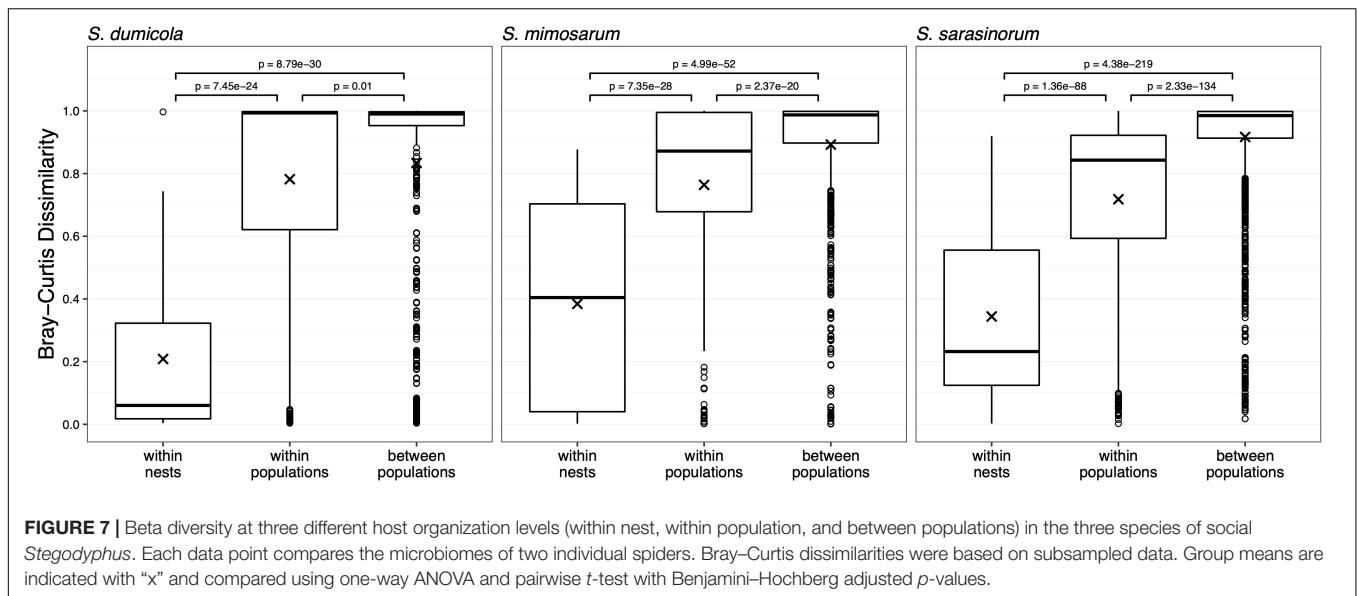 S. dumicola
S. mimosarum
S. sarasinorum
p = 8.79e−30
p = 7.45e−24
p = 0.01
p = 4.99e−52
p = 7.35e−28
p = 2.37e−20
p = 4.38e−219
p = 1.36e−88
p = 2.33e−134
Bray−Curtis Dissimilarity
1.0
0.8
0.6
0.4
0.2
0.0
within
nests
within
populations
between
populations
within
nests
within
populations
between
populations
within
nests
within
populations
between
populations
FIGURE 7 | Beta diversity at three different host organization levels (within nest, within population, and between populations) in the three species of social
Stegodyphus. Each data point compares the microbiomes of two individual spiders. Bray–Curtis dissimilarities were based on subsampled data. Group means are
indicated with “x” and compared using one-way ANOVA and pairwise t-test with Benjamini–Hochberg adjusted p-values.